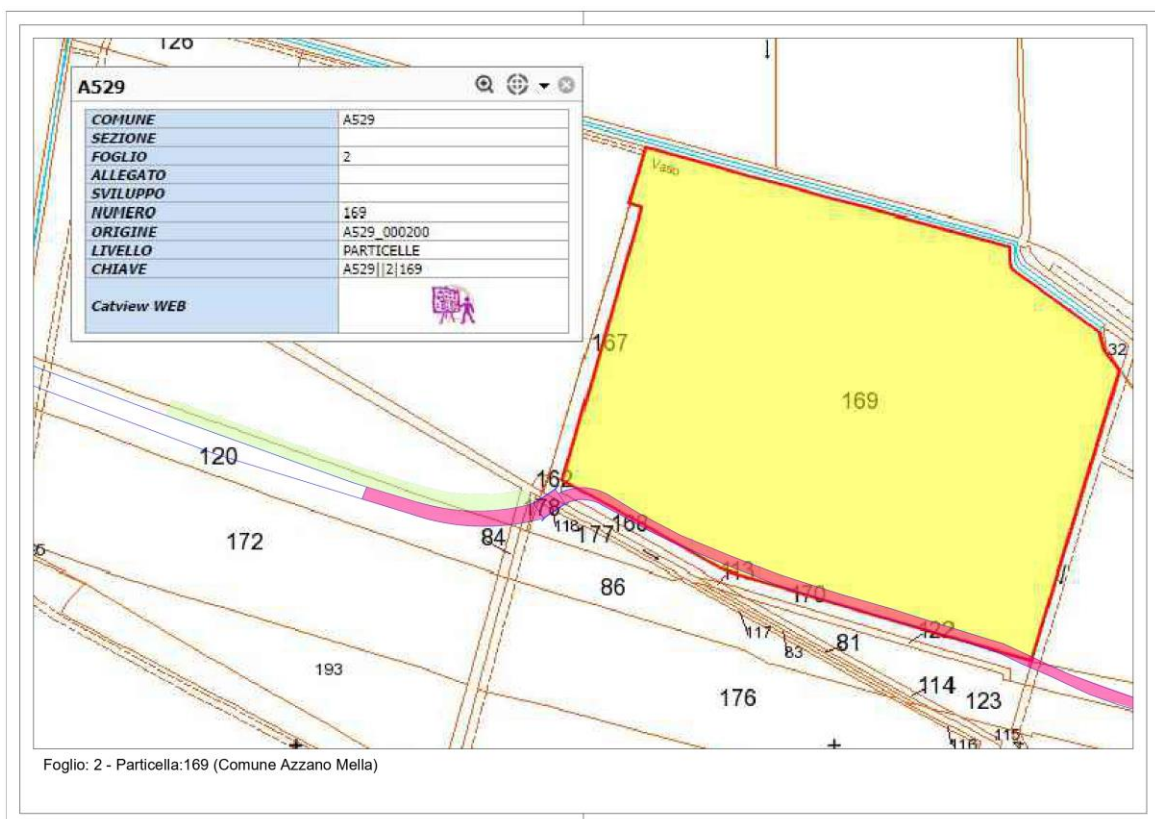 126
A529
COMUNE A529
SEZIONE
FOGLIO 2
ALLEGATO
SVILUPPO
NUMERO 169
ORIGINE A529_000200
LIVELLO PARTICELLE
CHIAVE A529||2|169
Catview WEB
Vaso
167
32
169
120
162
178
118
177
168
84
172
113
170
86
122
117
83
81
193
176
114
123
115
116
Foglio: 2 - Particella:169 (Comune Azzano Mella)